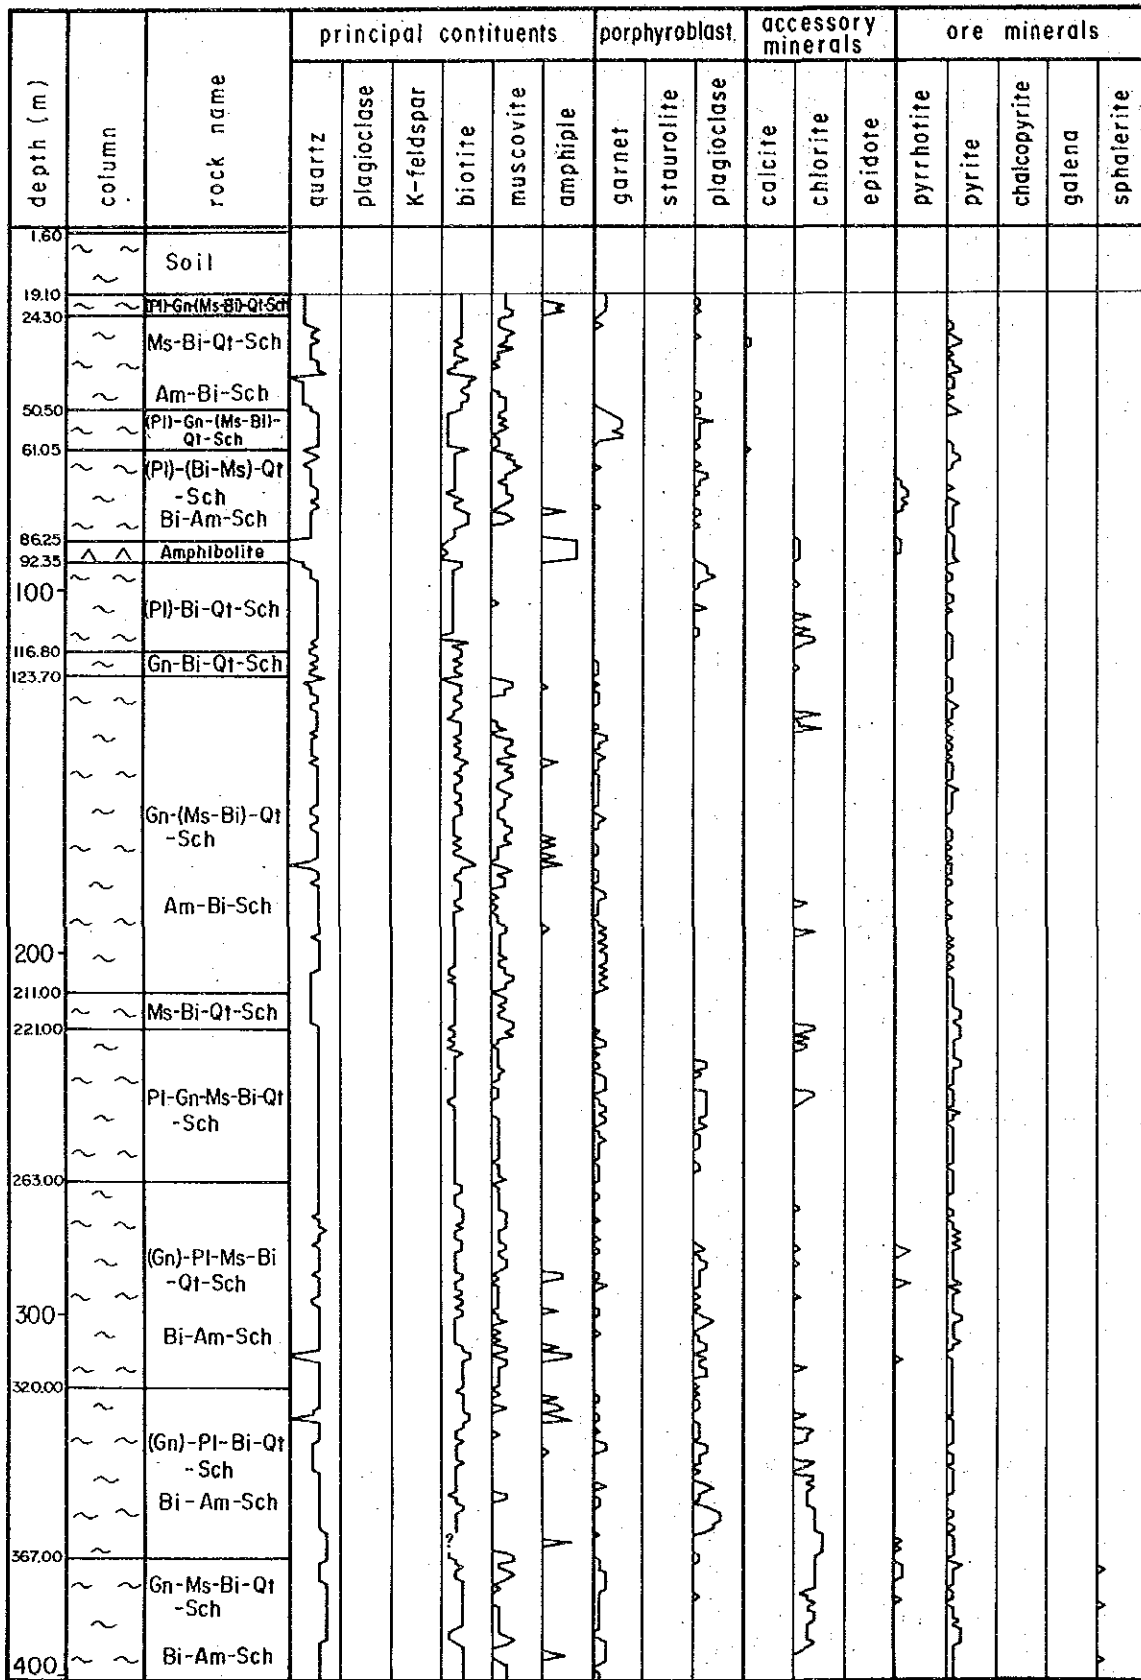 principal contituents porphyroblast. accessory minerals ore minerals
depth (m)
column
rock name
quartz
plagioclase
K-feldspar
biotite
muscovite
amphiple
garnet
staurolite
plagioclase
calcite
chlorite
epidote
pyrrhotite
pyrite
chalcopyrite
galena
sphalerite
1.60
Soil
19.10
(Pl)-Gn-(Ms-Bi)-Qt-Sch
24.30
Ms-Bi-Qt-Sch
Am-Bi-Sch
50.50
(Pl)-Gn-(Ms-Bi)-
Qt-Sch
61.05
(Pl)-(Bi-Ms)-Qt
-Sch
Bi-Am-Sch
86.25
Amphibolite
92.35
100
(Pl)-Bi-Qt-Sch
116.80
Gn-Bi-Qt-Sch
123.70
Gn-(Ms-Bi)-Qt
-Sch
Am-Bi-Sch
200
211.00
Ms-Bi-Qt-Sch
221.00
Pl-Gn-Ms-Bi-Qt
-Sch
263.00
(Gn)-Pl-Ms-Bi
-Qt-Sch
300
Bi-Am-Sch
320.00
(Gn)-Pl-Bi-Qt
-Sch
Bi-Am-Sch
?
367.00
Gn-Ms-Bi-Qt
-Sch
Bi-Am-Sch
400